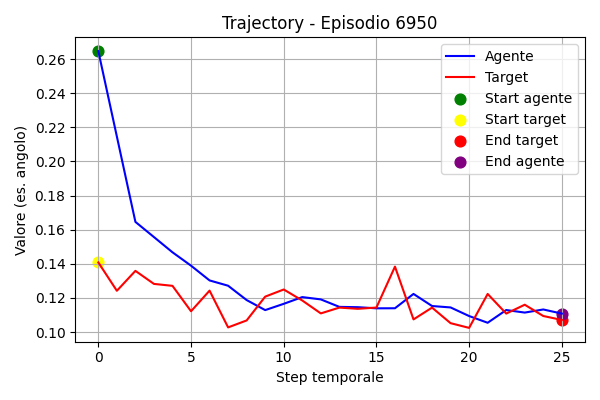 Trajectory - Episodio 6950
Valore (es. angolo)
0.26
0.24
0.22
0.20
0.18
0.16
0.14
0.12
0.10
Agente
Target
Start agente
Start target
End target
End agente
0 5 10 15 20 25
Step temporale